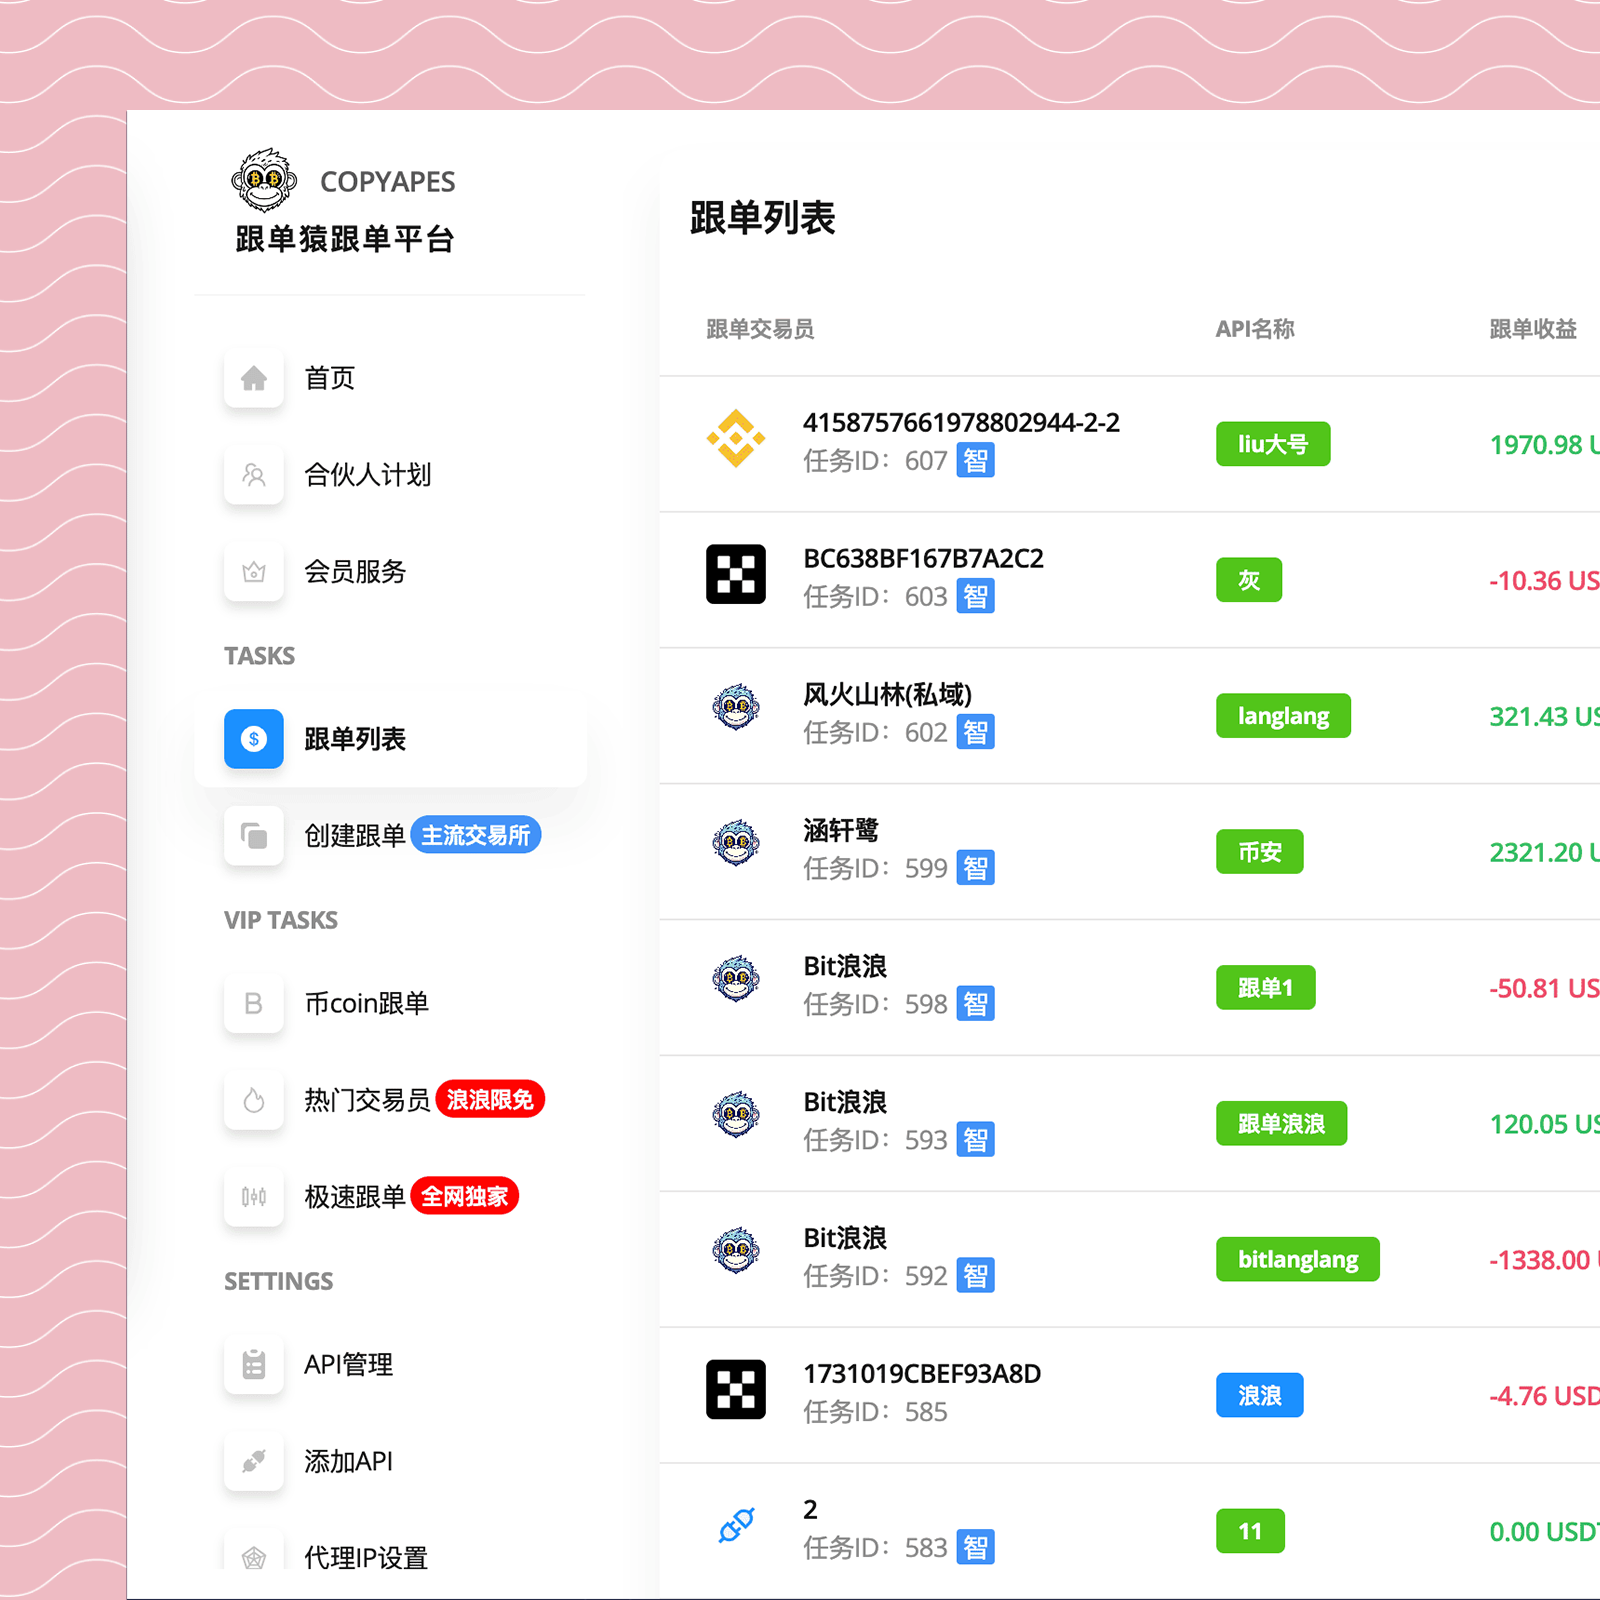 COPYAPES
跟单猿跟单平台
首页
合伙人计划
会员服务
TASKS
跟单列表
创建跟单 主流交易所
VIP TASKS
B 币coin跟单
热门交易员 浪浪限免
极速跟单 全网独家
SETTINGS
API管理
添加API
代理IP设置
跟单列表
跟单交易员 API名称 跟单收益
4158757661978802944-2-2
任务ID：607 智
liu大号
1970.98 U
BC638BF167B7A2C2
任务ID：603 智
灰
-10.36 US
风火山林(私域)
任务ID：602 智
langlang
321.43 US
涵轩鹭
任务ID：599 智
币安
2321.20 U
Bit浪浪
任务ID：598 智
跟单1
-50.81 US
Bit浪浪
任务ID：593 智
跟单浪浪
120.05 US
Bit浪浪
任务ID：592 智
bitlanglang
-1338.00 U
1731019CBEF93A8D
任务ID：585
浪浪
-4.76 USD
2
任务ID：583 智
11
0.00 USDT